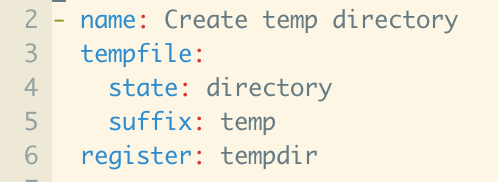 2 - name: Create temp directory
3   tempfile:
4     state: directory
5     suffix: temp
6   register: tempdir